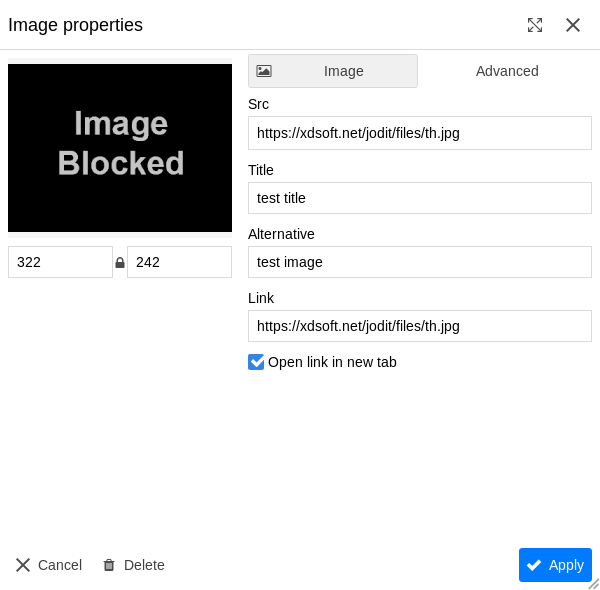 Image properties
Image
Blocked
322
242
Image
Advanced
Src
https://xdsoft.net/jodit/files/th.jpg
Title
test title
Alternative
test image
Link
https://xdsoft.net/jodit/files/th.jpg
Open link in new tab
Cancel
Delete
Apply